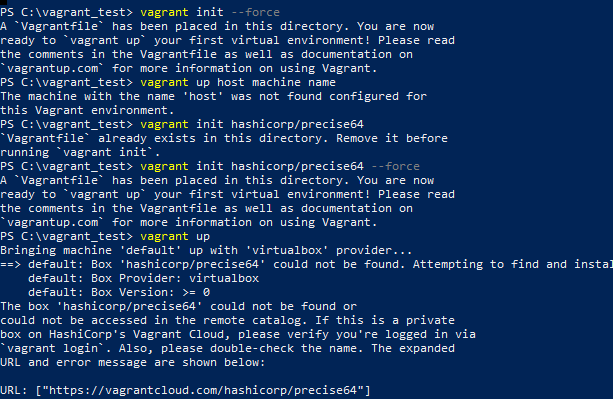 PS C:\vagrant_test> vagrant init --force
A `Vagrantfile` has been placed in this directory. You are now
ready to `vagrant up` your first virtual environment! Please read
the comments in the Vagrantfile as well as documentation on
`vagrantup.com` for more information on using Vagrant.
PS C:\vagrant_test> vagrant up host machine name
The machine with the name 'host' was not found configured for
this Vagrant environment.
PS C:\vagrant_test> vagrant init hashicorp/precise64
`Vagrantfile` already exists in this directory. Remove it before
running `vagrant init`.
PS C:\vagrant_test> vagrant init hashicorp/precise64 --force
A `Vagrantfile` has been placed in this directory. You are now
ready to `vagrant up` your first virtual environment! Please read
the comments in the Vagrantfile as well as documentation on
`vagrantup.com` for more information on using Vagrant.
PS C:\vagrant_test> vagrant up
Bringing machine 'default' up with 'virtualbox' provider...
==> default: Box 'hashicorp/precise64' could not be found. Attempting to find and instal
default: Box Provider: virtualbox
default: Box Version: >= 0
The box 'hashicorp/precise64' could not be found or
could not be accessed in the remote catalog. If this is a private
box on HashiCorp's Vagrant Cloud, please verify you're logged in via
`vagrant login`. Also, please double-check the name. The expanded
URL and error message are shown below:

URL: ["https://vagrantcloud.com/hashicorp/precise64"]